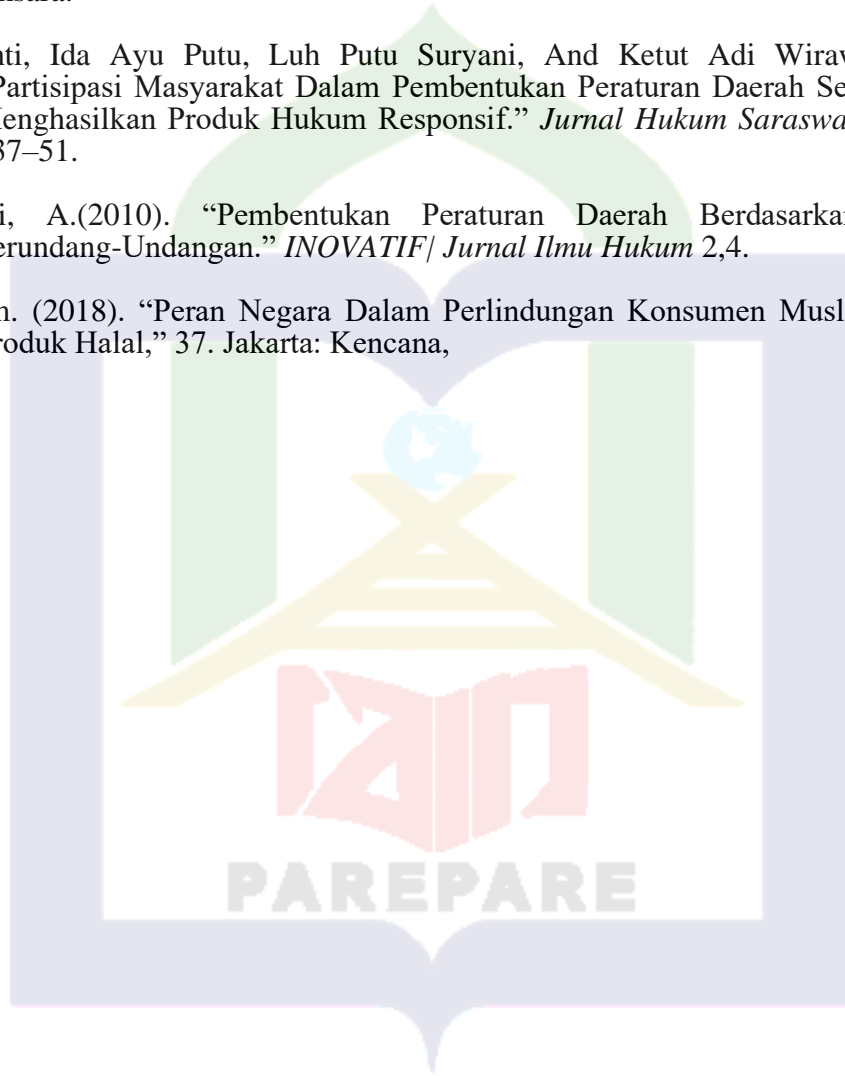 nti, Ida Ayu Putu, Luh Putu Suryani, And Ketut Adi Wiraw
Partisipasi Masyarakat Dalam Pembentukan Peraturan Daerah Se
Menghasilkan Produk Hukum Responsif.” Jurnal Hukum Saraswa
37–51.
i, A.(2010). “Pembentukan Peraturan Daerah Berdasarkan
erundang-Undangan.” INOVATIF| Jurnal Ilmu Hukum 2,4.
n. (2018). “Peran Negara Dalam Perlindungan Konsumen Musl
roduk Halal,” 37. Jakarta: Kencana,
iain
PAREPARE